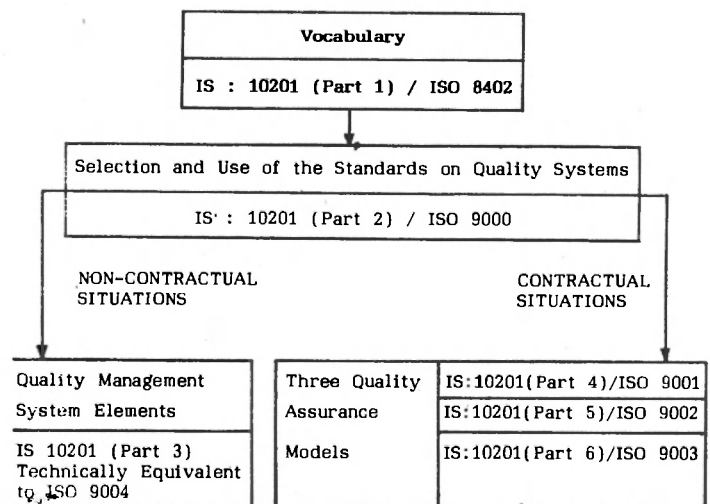 Vocabulary
IS : 10201 (Part 1) / ISO 8402
Selection and Use of the Standards on Quality Systems
IS : 10201 (Part 2) / ISO 9000
NON-CONTRACTUAL
SITUATIONS
CONTRACTUAL
SITUATIONS
Quality Management
System Elements
IS 10201 (Part 3)
Technically Equivalent
to ISO 9004
Three Quality
Assurance
Models
IS:10201(Part 4)/ISO 9001
IS:10201(Part 5)/ISO 9002
IS:10201(Part 6)/ISO 9003